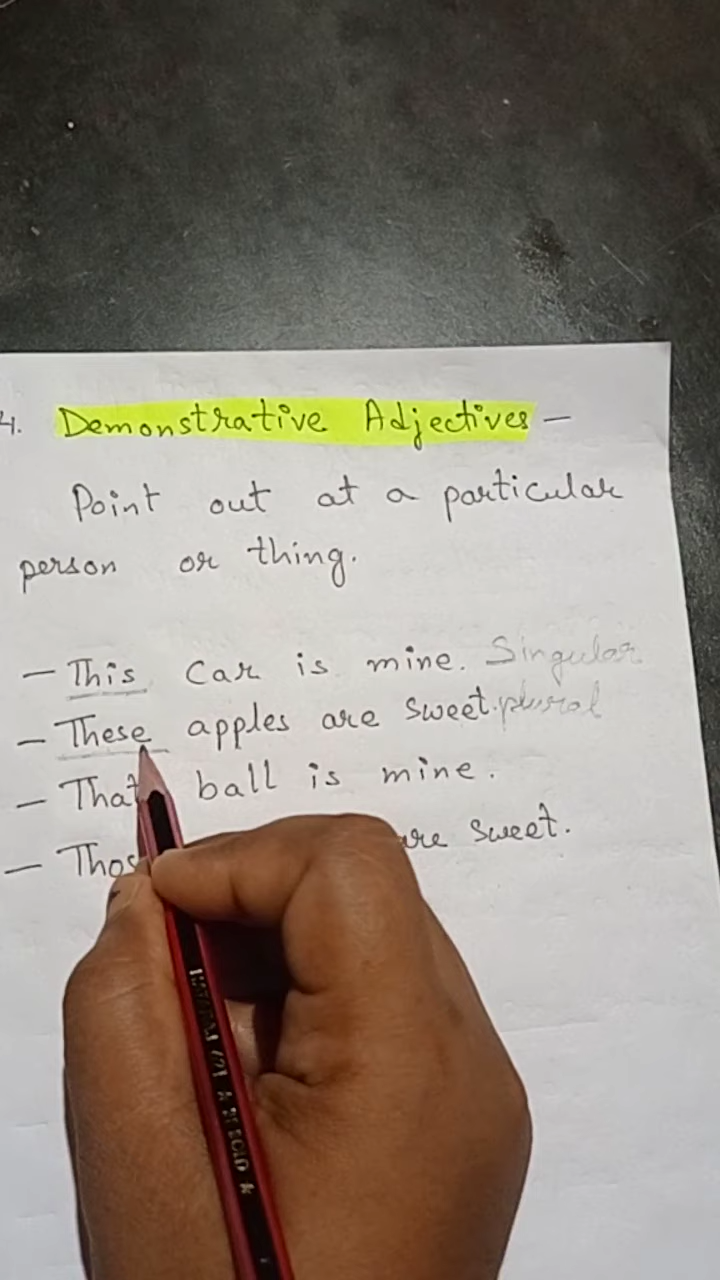 4. Demonstrative Adjectives —
Point out at a particular
person or thing.
— This car is mine. Singular
— These apples are sweet. plural
— That ball is mine.
— are sweet.